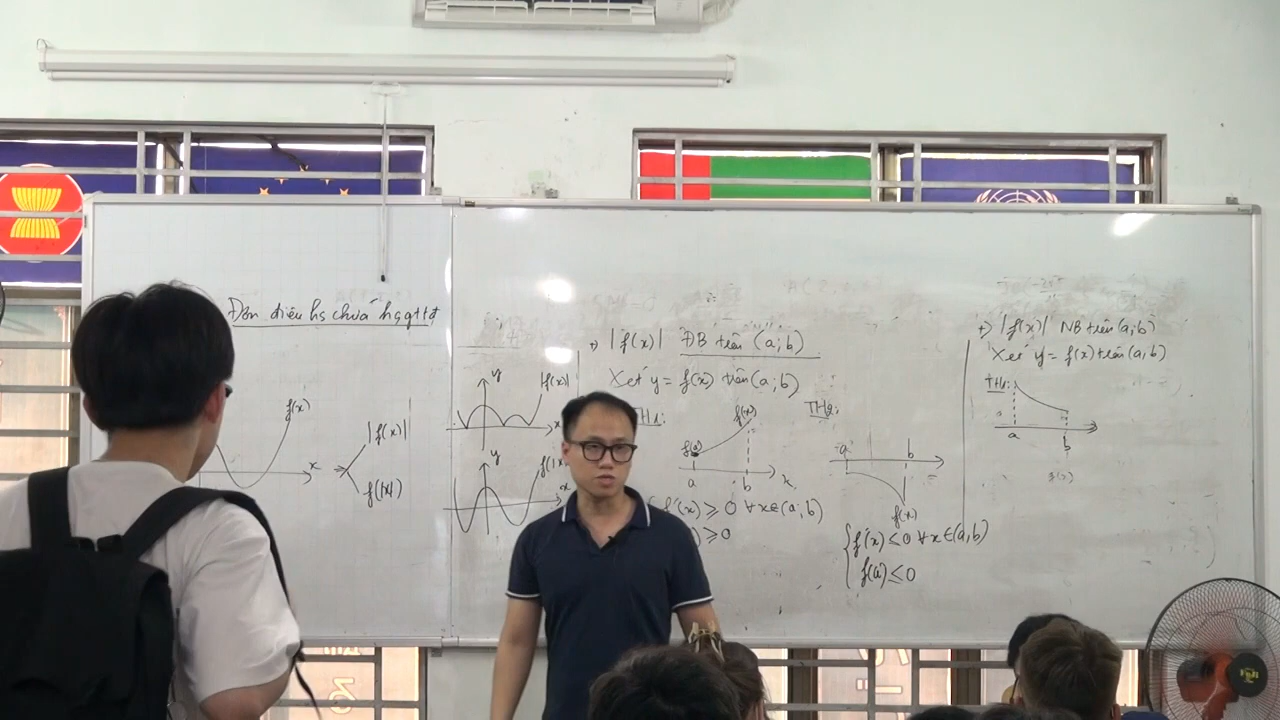 Đơn điệu hs chứa hsgttđ
f(x)
x
|f(x)|
f(|x|)
y
|f(x)|
x
y
x
+) |f(x)| ĐB trên (a;b)
Xét y = f(x) trên (a;b)
TH1:
f(a)
f(x)
a
b
x
f'(x) ≥ 0 ∀x∈(a;b)
≥0
TH2:
a
b
f(x)
f'(x) ≤ 0 ∀x∈(a,b)
f(a) ≤ 0
+) |f(x)| NB trên (a;b)
Xét y = f(x) trên (a,b)
TH1:
a
b